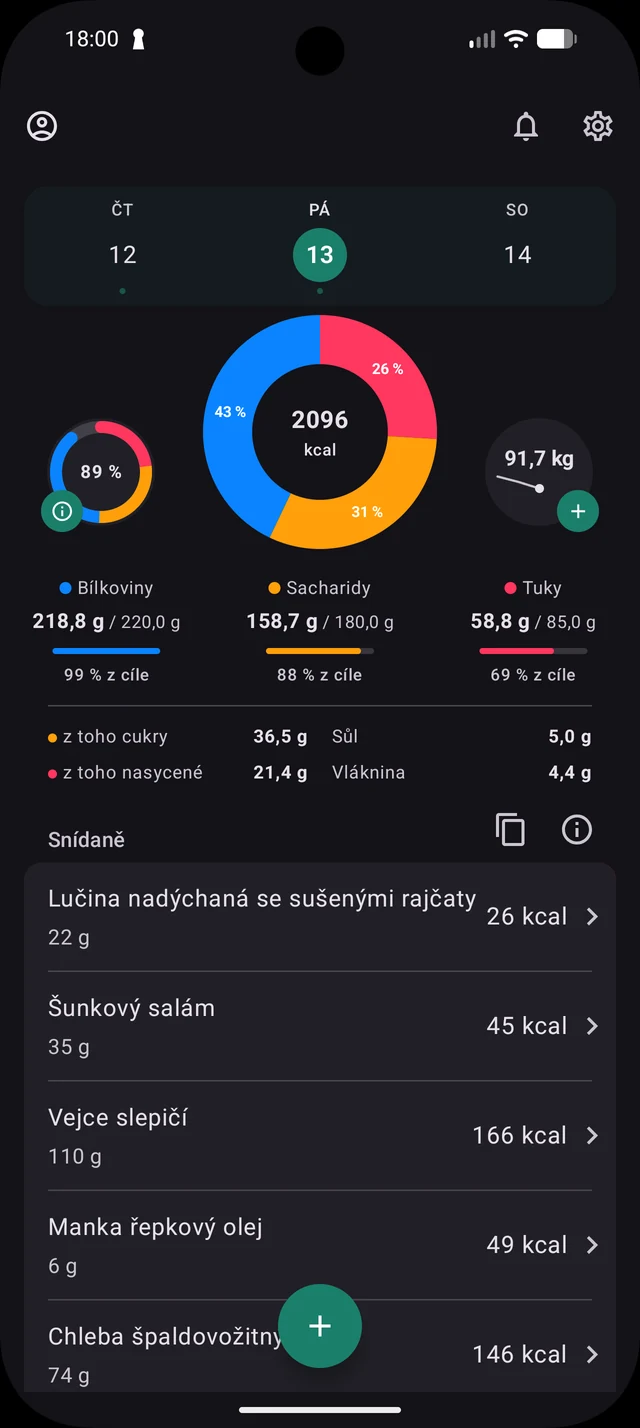 18:00
ČT PÁ SO
12 13 14
26 %
43 %
2096
kcal
31 %
89 %
91,7 kg
Bílkoviny Sacharidy Tuky
218,8 g / 220,0 g 158,7 g / 180,0 g 58,8 g / 85,0 g
99 % z cíle 88 % z cíle 69 % z cíle
z toho cukry 36,5 g Sůl 5,0 g
z toho nasycené 21,4 g Vláknina 4,4 g
Snídaně
Lučina nadýchaná se sušenými rajčaty 26 kcal
22 g
Šunkový salám 45 kcal
35 g
Vejce slepičí 166 kcal
110 g
Manka řepkový olej 49 kcal
6 g
Chleba špaldovožitný 146 kcal
74 g